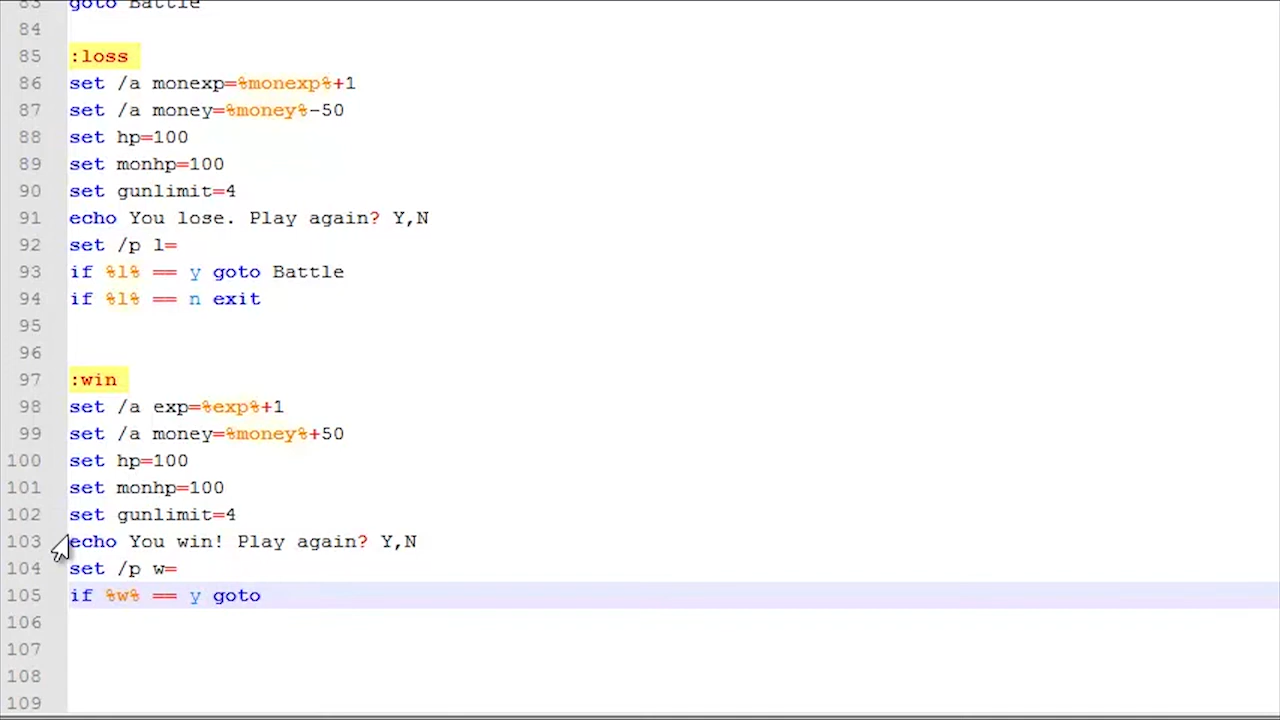 83 goto Battle
84
85 :loss
86 set /a monexp=%monexp%+1
87 set /a money=%money%-50
88 set hp=100
89 set monhp=100
90 set gunlimit=4
91 echo You lose. Play again? Y,N
92 set /p l=
93 if %l% == y goto Battle
94 if %l% == n exit
95
96
97 :win
98 set /a exp=%exp%+1
99 set /a money=%money%+50
100 set hp=100
101 set monhp=100
102 set gunlimit=4
103 echo You win! Play again? Y,N
104 set /p w=
105 if %w% == y goto
106
107
108
109